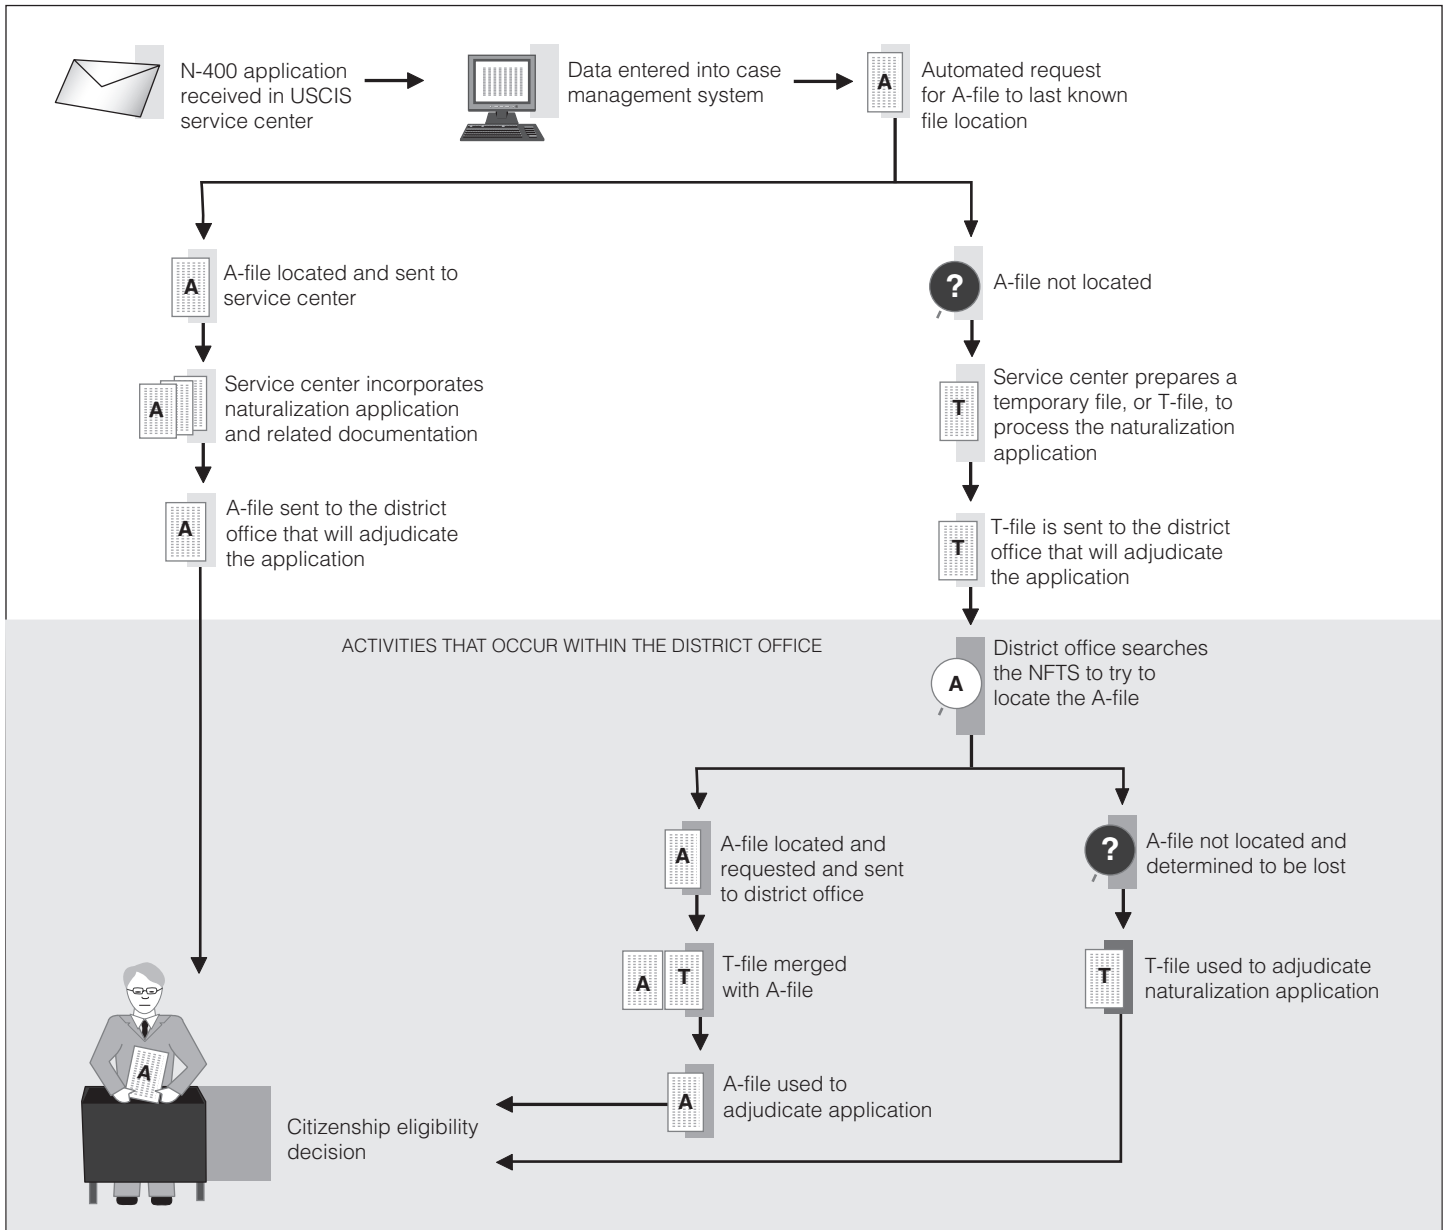 N-400 application
received in USCIS
service center
Data entered into case
management system
A
Automated request
for A-file to last known
file location
A
A-file located and sent to
service center
?
A-file not located
A
Service center incorporates
naturalization application
and related documentation
T
Service center prepares a
temporary file, or T-file, to
process the naturalization
application
A
A-file sent to the district
office that will adjudicate
the application
T
T-file is sent to the district
office that will adjudicate
the application
ACTIVITIES THAT OCCUR WITHIN THE DISTRICT OFFICE
A
District office searches
the NFTS to try to
locate the A-file
A
A-file located and
requested and sent
to district office
?
A-file not located and
determined to be lost
A T
T-file merged
with A-file
T
T-file used to adjudicate
naturalization application
A
A-file used to
adjudicate application
A
Citizenship eligibility
decision